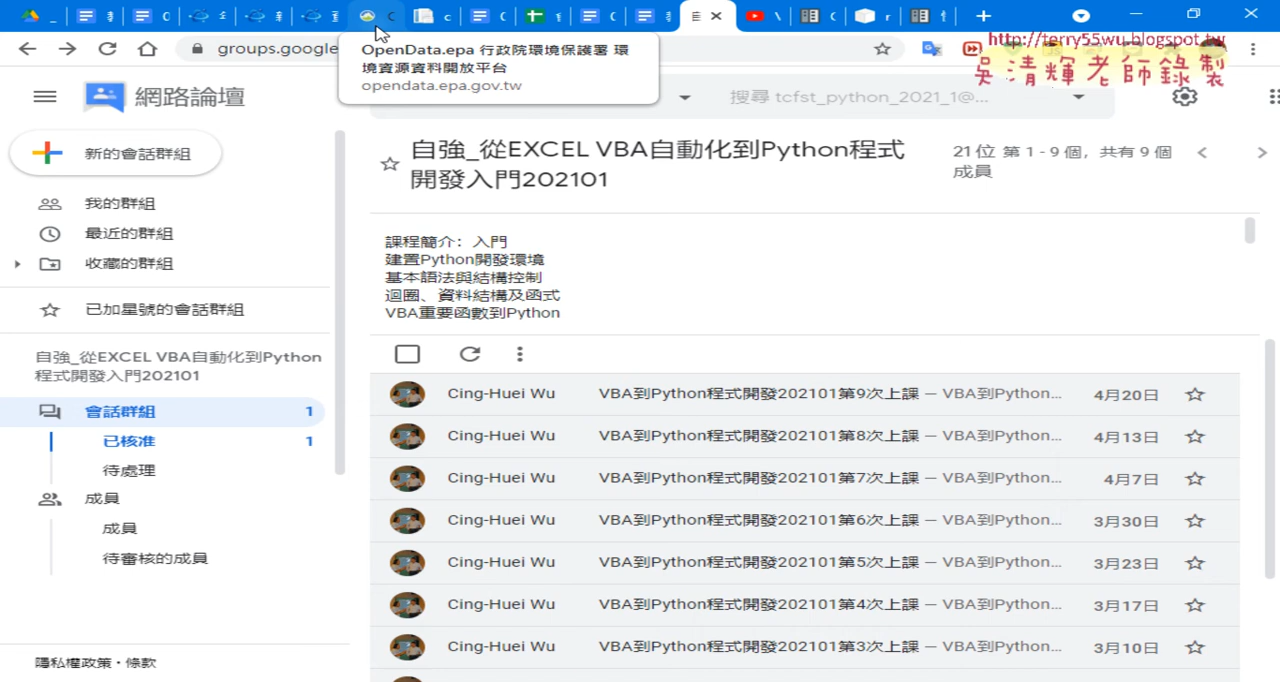 groups.google
OpenData.epa 行政院環境保護署 環
境資源資料開放平台
opendata.epa.gov.tw
http://terry55wu.blogspot.tw
吳清輝老師錄製
網路論壇
搜尋 tcfst_python_2021_1@...
新的會話群組
我的群組
最近的群組
收藏的群組
已加星號的會話群組
自強_從EXCEL VBA自動化到Python
程式開發入門202101
會話群組 1
已核准 1
待處理
成員
成員
待審核的成員
隱私權政策・條款
自強_從EXCEL VBA自動化到Python程式
開發入門202101
21位
成員
第 1 - 9 個，共有 9 個
課程簡介：入門
建置Python開發環境
基本語法與結構控制
迴圈、資料結構及函式
VBA重要函數到Python
Cing-Huei Wu VBA到Python程式開發202101第9次上課 – VBA到Python... 4月20日
Cing-Huei Wu VBA到Python程式開發202101第8次上課 – VBA到Python... 4月13日
Cing-Huei Wu VBA到Python程式開發202101第7次上課 – VBA到Python... 4月7日
Cing-Huei Wu VBA到Python程式開發202101第6次上課 – VBA到Python... 3月30日
Cing-Huei Wu VBA到Python程式開發202101第5次上課 – VBA到Python... 3月23日
Cing-Huei Wu VBA到Python程式開發202101第4次上課 – VBA到Python... 3月17日
Cing-Huei Wu VBA到Python程式開發202101第3次上課 – VBA到Python... 3月10日